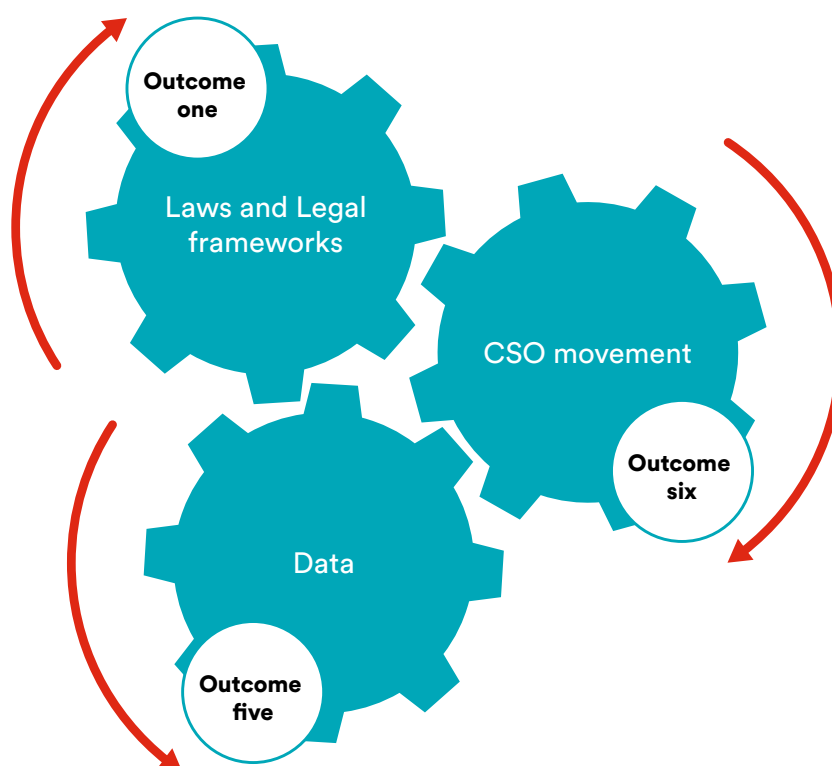 Outcome
one
Laws and Legal
frameworks
CSO movement
Outcome
six
Data
Outcome
five